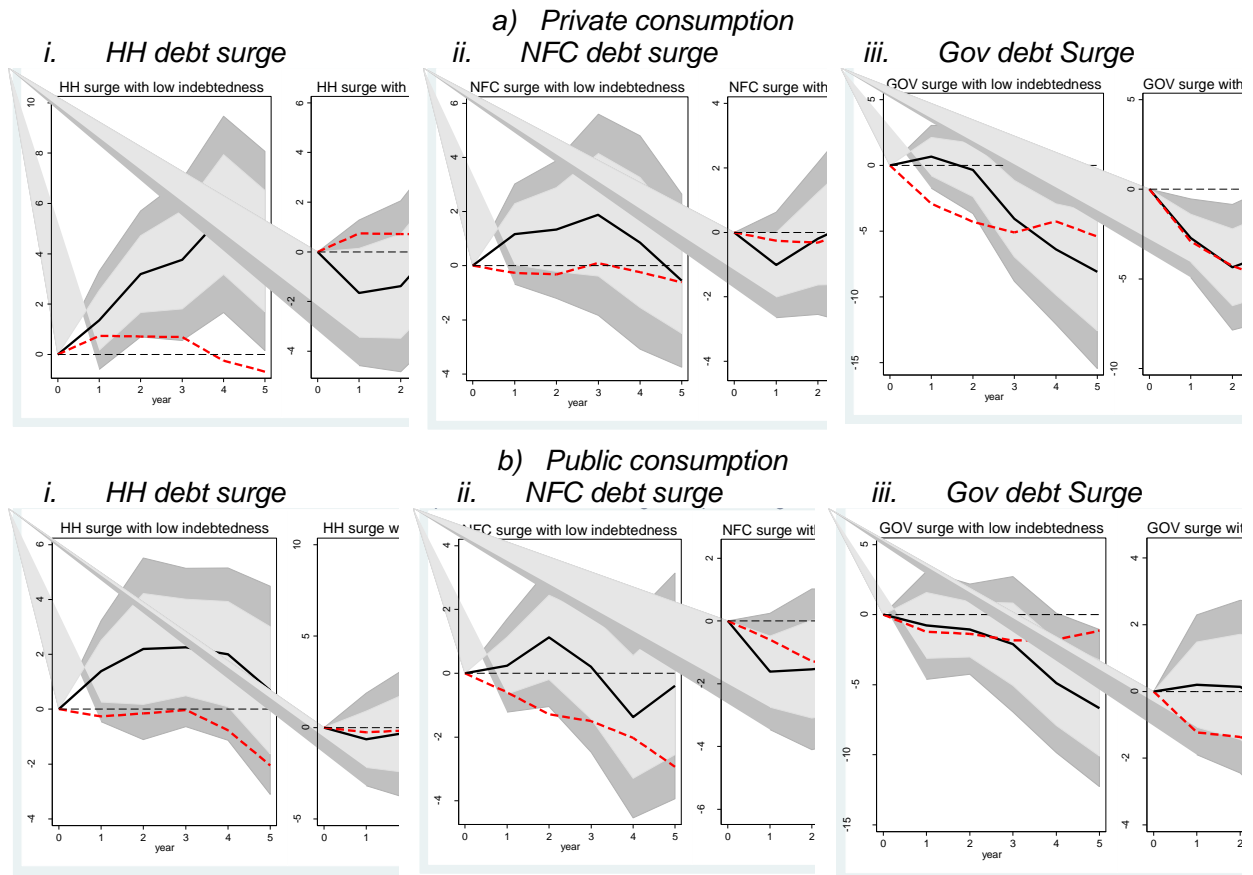 a) Private consumption
i. HH debt surge ii. NFC debt surge iii. Gov debt Surge
HH surge with low indebtedness HH surge with NFC surge with low indebtedness NFC surge with GOV surge with low indebtedness GOV surge with
10 8 6 4 2 0
6 0 -2 -4
6 4 2 0 -2 -4
4 2 0 -2 -4
5 0 -5 -10 -15
5 0 -5 -10
0 1 2 3 4 5 0 1 2 0 1 2 3 4 5 0 1 2 0 1 2 3 4 5 0 1 2
year year year
b) Public consumption
i. HH debt surge ii. NFC debt surge iii. Gov debt Surge
HH surge with low indebtedness HH surge w NFC surge with low indebtedness NFC surge with GOV surge with low indebtedness GOV surge
6 4 2 0 -2 -4
10 5 0 -5
4 2 0 -2 -4
2 0 -2 -4 -6
5 0 -5 -10 -15
4 2 0 -2 -4
0 1 2 3 4 5 0 1 2 0 1 2 3 4 5 0 1 2 0 1 2 3 4 5 0 1 2
year year year